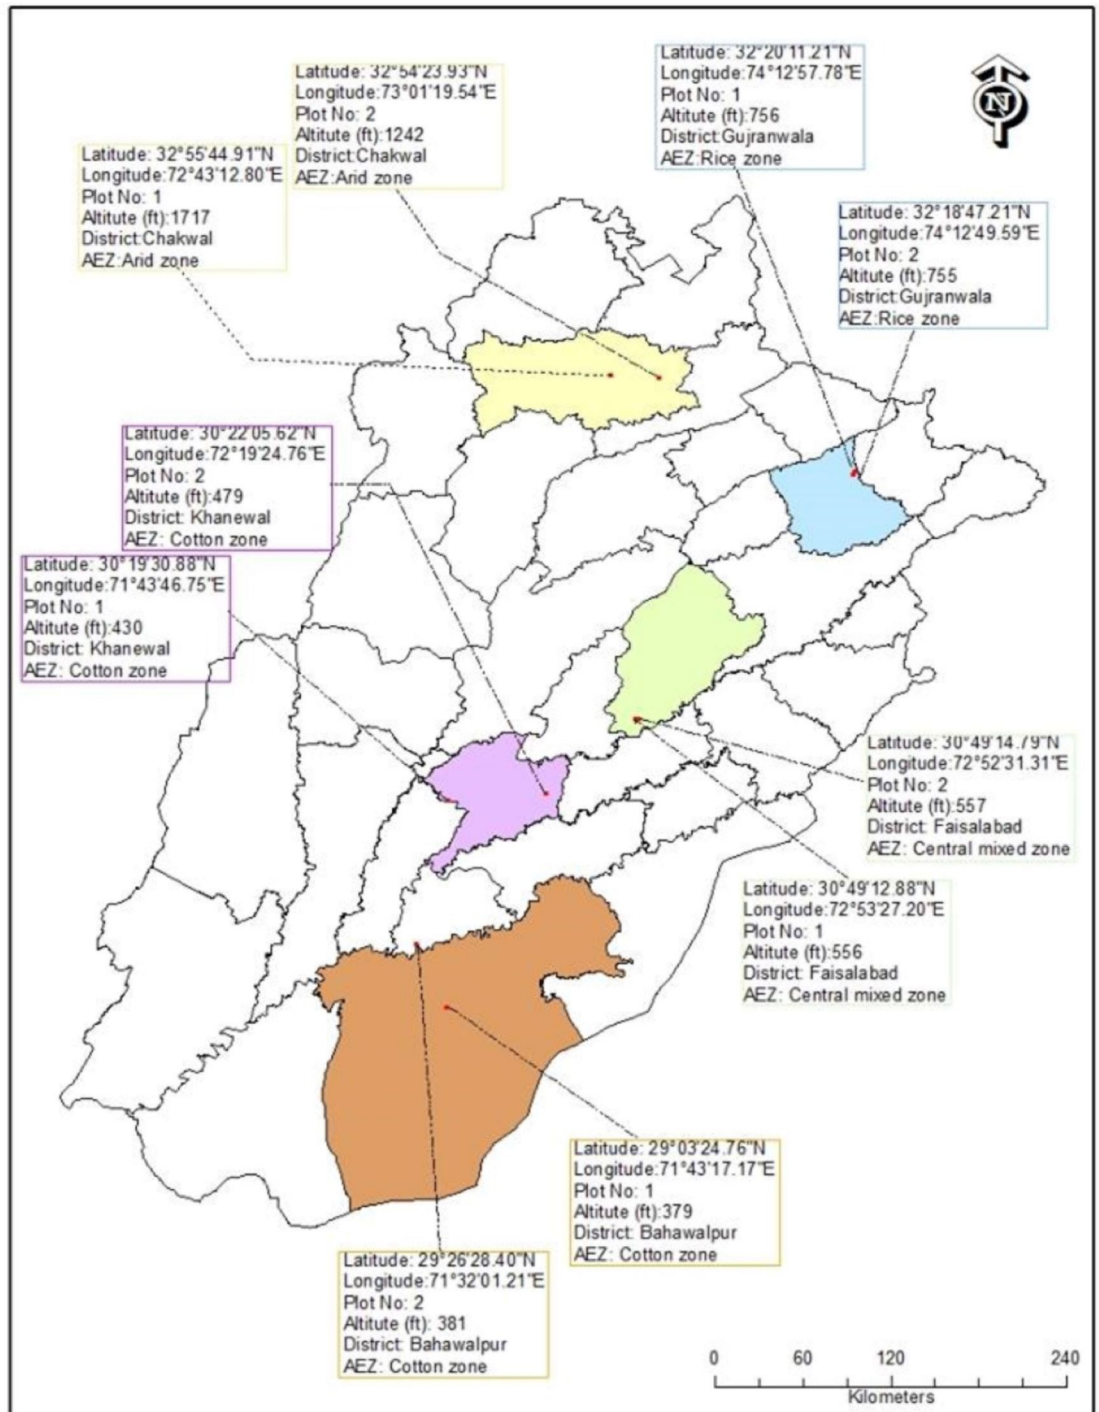 Latitude: 32°20'11.21"N
Longitude:74°12'57.78"E
Plot No: 1
Altitute (ft):756
District:Gujranwala
AEZ:Rice zone
N
Latitude: 32°54'23.93"N
Longitude:73°01'19.54"E
Plot No: 2
Altitute (ft):1242
District:Chakwal
AEZ:Arid zone
Latitude: 32°55'44.91"N
Longitude:72°43'12.80"E
Plot No: 1
Altitute (ft):1717
District:Chakwal
AEZ:Arid zone
Latitude: 32°18'47.21"N
Longitude:74°12'49.59"E
Plot No: 2
Altitute (ft):755
District:Gujranwala
AEZ:Rice zone
Latitude: 30°22'05.62"N
Longitude:72°19'24.76"E
Plot No: 2
Altitute (ft):479
District: Khanewal
AEZ: Cotton zone
Latitude: 30°19'30.88"N
Longitude:71°43'46.75"E
Plot No: 1
Altitute (ft):430
District: Khanewal
AEZ: Cotton zone
Latitude: 30°49'14.79"N
Longitude:72°52'31.31"E
Plot No: 2
Altitute (ft):557
District: Faisalabad
AEZ: Central mixed zone
Latitude: 30°49'12.88"N
Longitude:72°53'27.20"E
Plot No: 1
Altitute (ft):556
District: Faisalabad
AEZ: Central mixed zone
Latitude: 29°03'24.76"N
Longitude:71°43'17.17"E
Plot No: 1
Altitute (ft):379
District: Bahawalpur
AEZ: Cotton zone
Latitude: 29°26'28.40"N
Longitude:71°32'01.21"E
Plot No: 2
Altitute (ft): 381
District: Bahawalpur
AEZ: Cotton zone
0 60 120 240
Kilometers